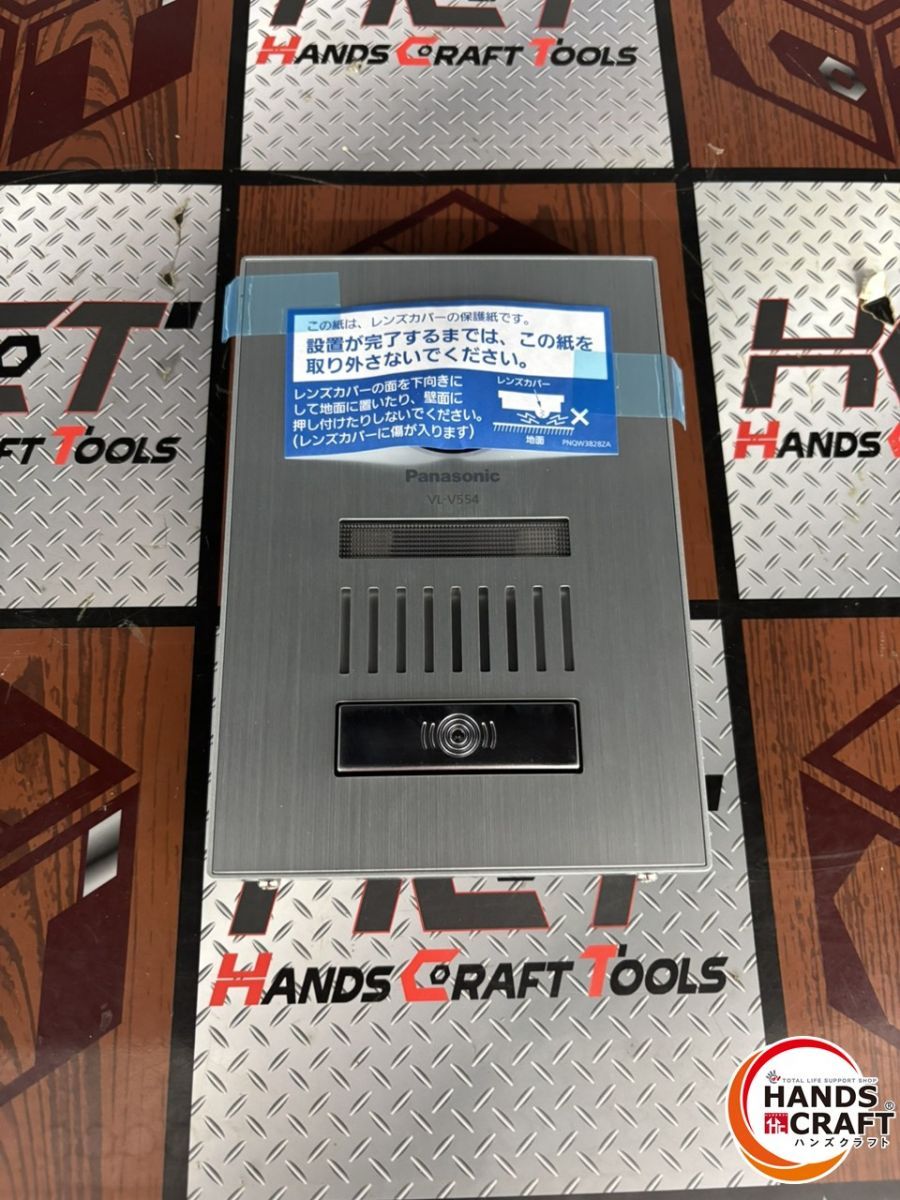 HCT
HANDS CRAFT TOOLS
この紙は、レンズカバーの保護紙です。
設置が完了するまでは、この紙を
取り外さないでください。
レンズカバーの面を下向きに
して地面に置いたり、壁面に
押し付けたりしないでください。
(レンズカバーに傷が入ります)
レンズカバー
地面
PNQW3828ZA
Panasonic
VL-V554
HCT
CRAFT TOOLS
HC
HANDS C
HCT
HANDS CRAFT TOOLS
TOTAL LIFE SUPPORT SHOP
HANDS
CRAFT®
ハンズクラフト